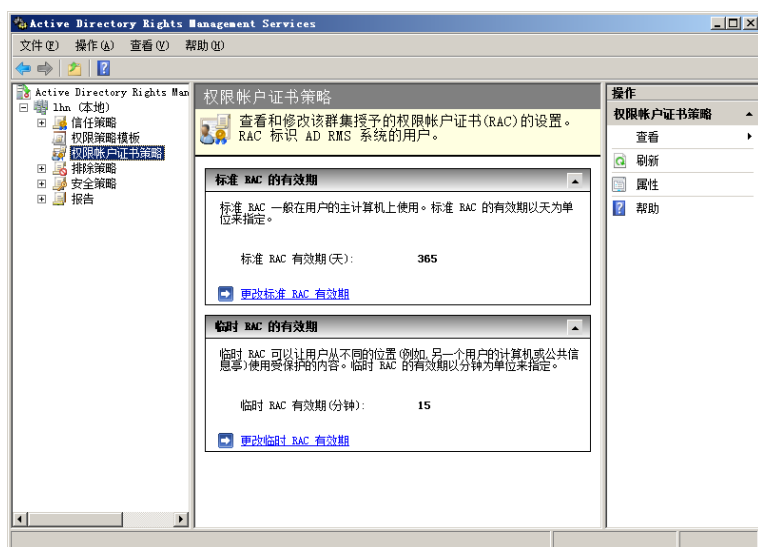 Active Directory Rights Management Services
文件(F) 操作(A) 查看(V) 帮助(H)
Active Directory Rights Man
lhn (本地)
信任策略
权限策略模板
权限帐户证书策略
排除策略
安全策略
报告
权限帐户证书策略
查看和修改该群集授予的权限帐户证书(RAC)的设置。
RAC 标识 AD RMS 系统的用户。
标准 RAC 的有效期
标准 RAC 一般在用户的主计算机上使用。标准 RAC 的有效期以天为单
位来指定。
标准 RAC 有效期(天): 365
更改标准 RAC 有效期
临时 RAC 的有效期
临时 RAC 可以让用户从不同的位置(例如,另一个用户的计算机或公共信
息亭)使用受保护的内容。临时 RAC 的有效期以分钟为单位来指定。
临时 RAC 有效期(分钟): 15
更改临时 RAC 有效期
操作
权限帐户证书策略
查看
刷新
属性
帮助